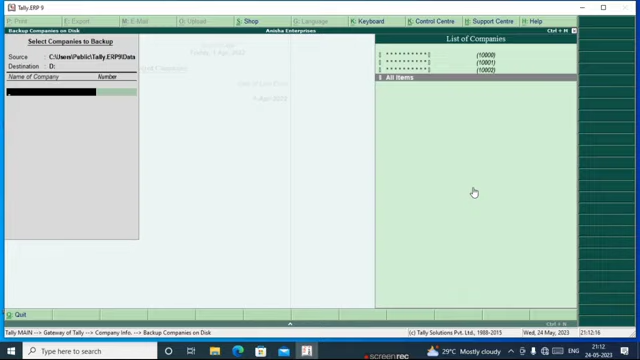 Tally.ERP 9
P: Print E: Export M: E-Mail O: Upload S: Shop G: Language K: Keyboard K: Control Centre H: Support Centre H: Help
Backup Companies on Disk Anisha Enterprises Ctrl + M
Select Companies to Backup
Source : C:\Users\Public\Tally.ERP9\Data
Destination : D:
Name of Company Number
List of Companies
* * * * * * * * * * (10000)
* * * * * * * * * * (10001)
* * * * * * * * * * (10002)
All Items
Q: Quit
Ctrl + N
Tally MAIN --> Gateway of Tally --> Company Info. --> Backup Companies on Disk (c) Tally Solutions Pvt. Ltd., 1988-2015 Wed, 24 May, 2023 21:12:16
Type here to search
screenrec
29°C Mostly cloudy
ENG
21:12
24-05-2023